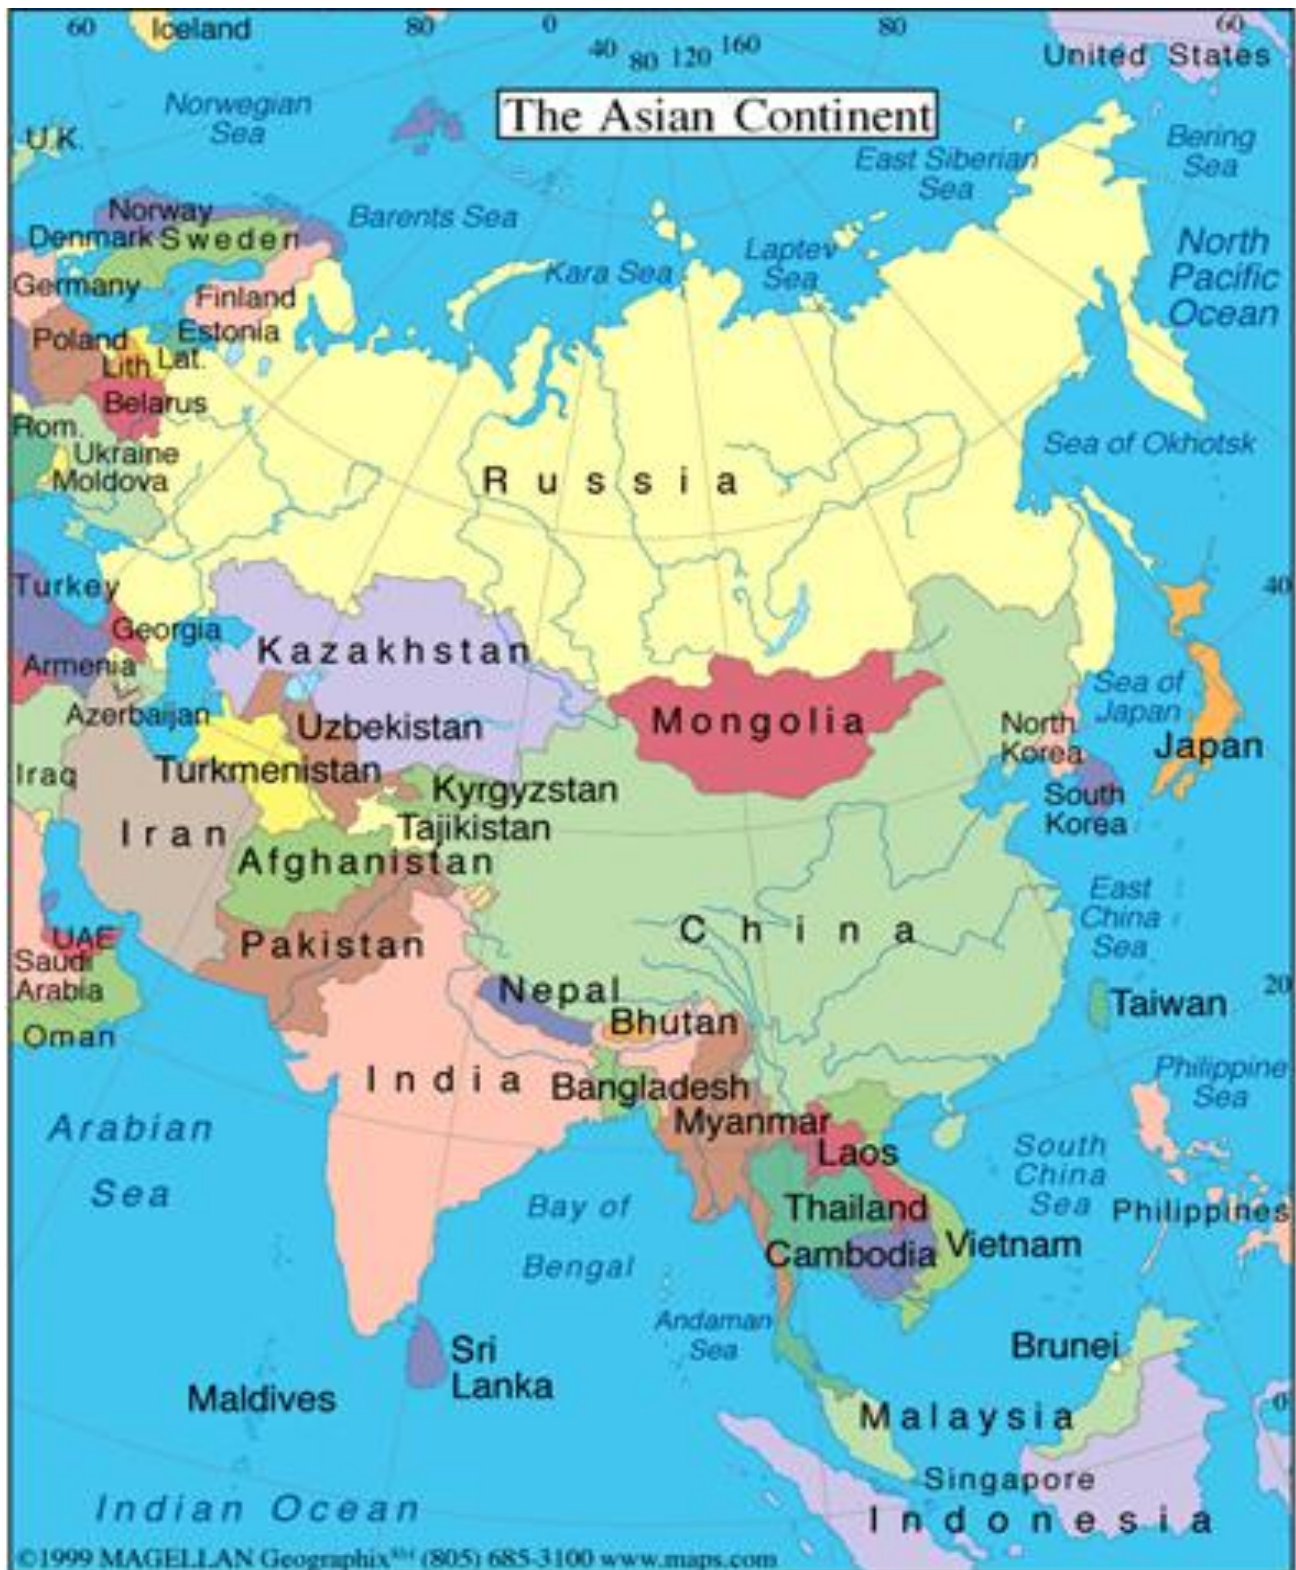 60
Iceland
80
0
40
80
120
160
80
60
United States
Norwegian
Sea
The Asian Continent
U.K.
East Siberian
Sea
Bering
Sea
Norway
Barents Sea
Denmark
Sweden
Laptev
Sea
North
Pacific
Ocean
Kara Sea
Germany
Finland
Estonia
Poland
Lat.
Lith
Belarus
Rom.
Ukraine
Moldova
Sea of Okhotsk
Russia
Turkey
40
Georgia
Kazakhstan
Armenia
Sea of
Japan
Azerbaijan
Uzbekistan
Mongolia
North
Korea
Japan
Iraq
Turkmenistan
Kyrgyzstan
South
Korea
Iran
Tajikistan
Afghanistan
East
China
Sea
China
UAE
Pakistan
Saudi
Arabia
Nepal
20
Taiwan
Bhutan
Oman
India
Bangladesh
Philippine
Sea
Myanmar
Arabian
Sea
Laos
South
China
Sea
Bay of
Bengal
Thailand
Philippines
Cambodia
Vietnam
Andaman
Sea
Brunei
Sri
Lanka
Maldives
0
Malaysia
Singapore
Indian Ocean
Indonesia
©1999 MAGELLAN Geographix℠ (805) 685-3100 www.maps.com